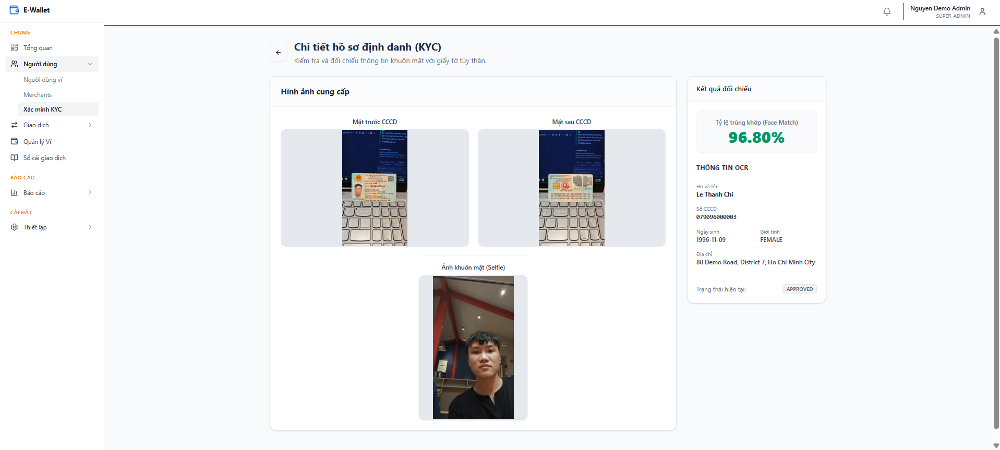 E-Wallet
CHUNG
Tổng quan
Người dùng
Người dùng ví
Merchants
Xác minh KYC
Giao dịch
Quản lý Ví
Sổ cái giao dịch
BÁO CÁO
Báo cáo
CÀI ĐẶT
Thiết lập
Nguyen Demo Admin
SUPER_ADMIN
Chi tiết hồ sơ định danh (KYC)
Kiểm tra và đối chiếu thông tin khuôn mặt với giấy tờ tùy thân.
Hình ảnh cung cấp
Mặt trước CCCD
Mặt sau CCCD
Ảnh khuôn mặt (Selfie)
Kết quả đối chiếu
Tỷ lệ trùng khớp (Face Match)
96.80%
THÔNG TIN OCR
Họ và tên
Le Thanh Chi
Số CCCD
079096000003
Ngày sinh
Giới tính
1996-11-09
FEMALE
Địa chỉ
88 Demo Road, District 7, Ho Chi Minh City
Trạng thái hiện tại:
APPROVED